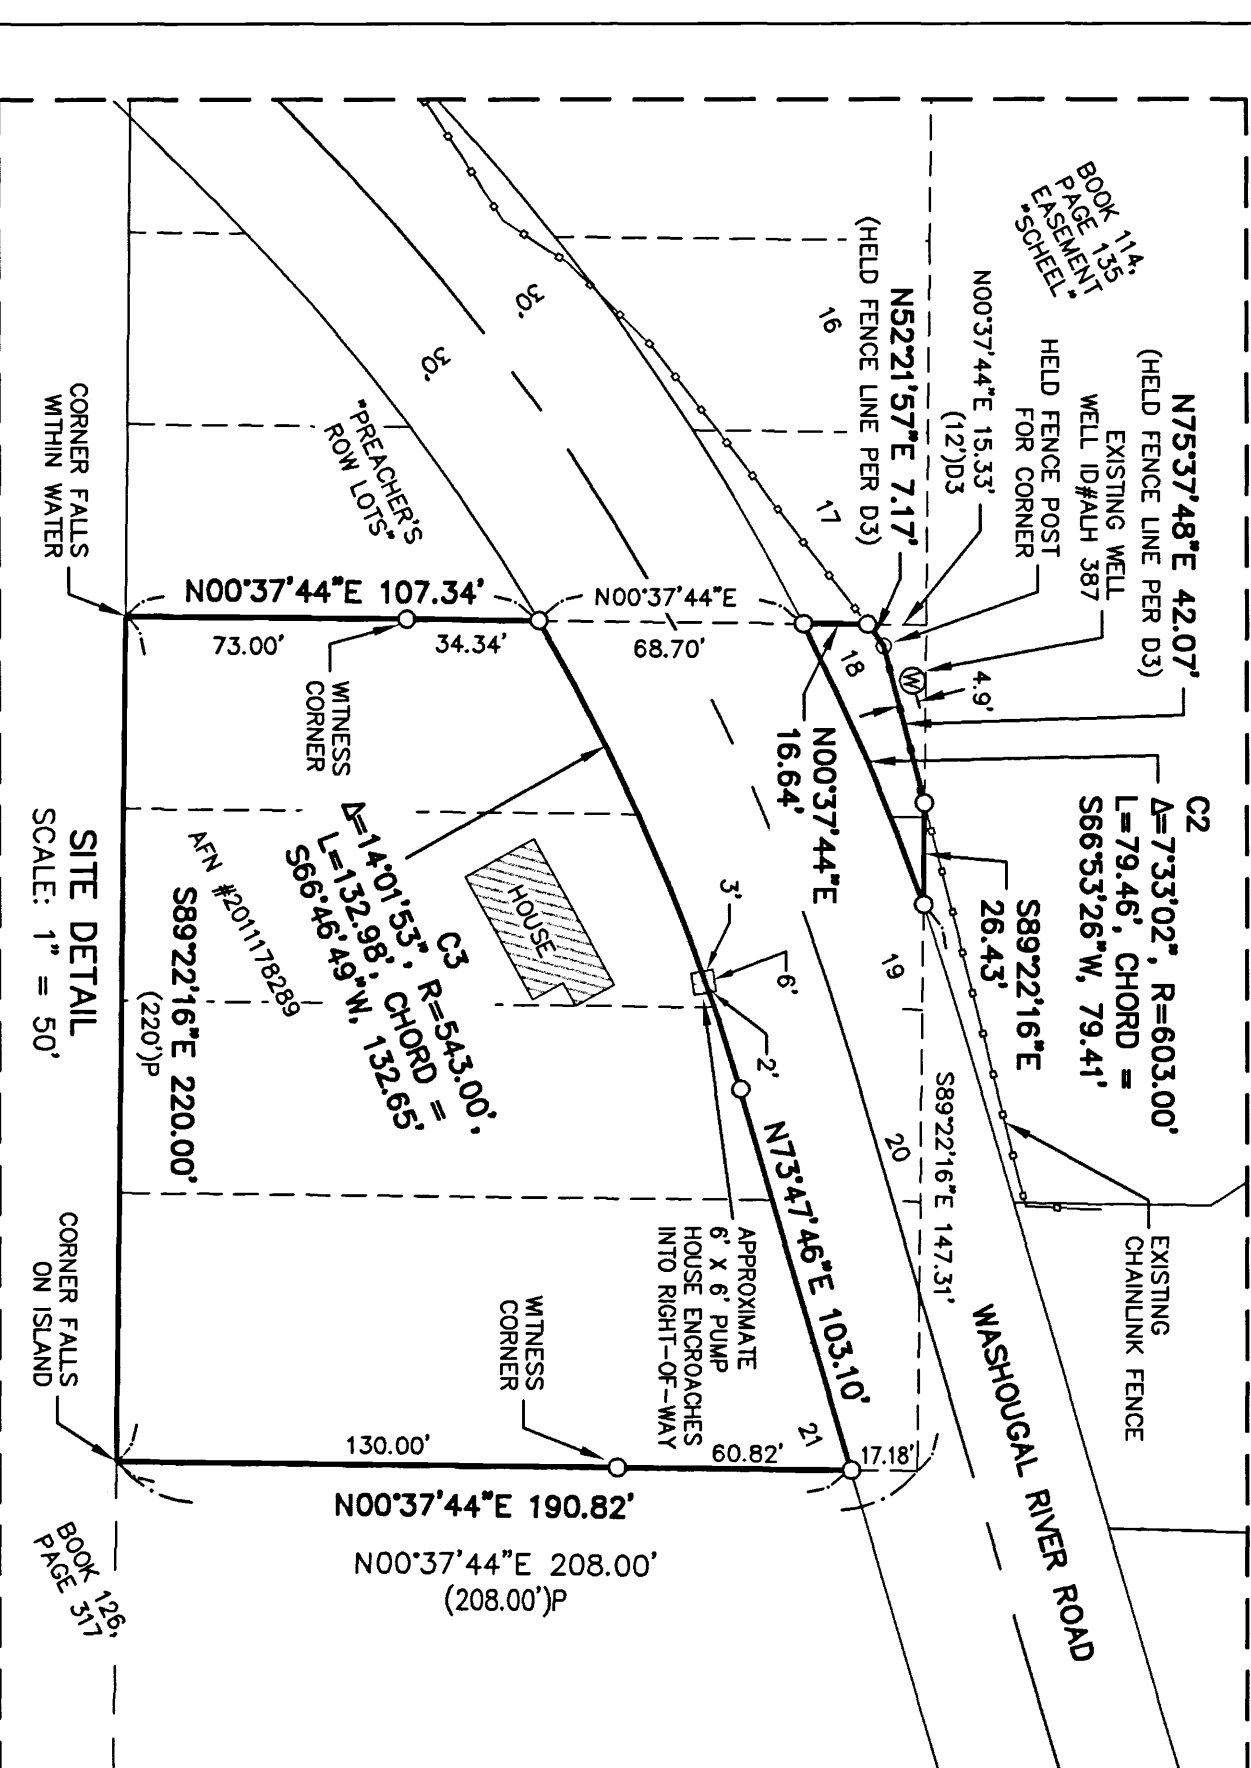 BOOK 114,
PAGE 135
EASEMENT
"SCHEEL"
N75°37'48"E 42.07'
(HELD FENCE LINE PER D3)
EXISTING WELL
WELL ID#ALH 387
HELD FENCE POST
FOR CORNER
N00°37'44"E 15.33'
(12')D3
N52°21'57"E 7.17'
(HELD FENCE LINE PER D3)
C2
Δ=7°33'02", R=603.00'
L=79.46', CHORD =
S66°53'26"W, 79.41'
S89°22'16"E
26.43'
W
4.9'
N00°37'44"E
16.64'
16
17
18
19
20
21
S89°22'16"E 147.31'
EXISTING
CHAINLINK FENCE
WASHOUGAL RIVER ROAD
30'
30'
"PREACHER'S
ROW LOTS"
N00°37'44"E
68.70'
N00°37'44"E 107.34'
73.00'
34.34'
WITNESS
CORNER
CORNER FALLS
WITHIN WATER
C3
Δ=14°01'53", R=543.00',
L=132.98', CHORD =
S66°46'49"W, 132.65'
HOUSE
3'
6'
2'
N73°47'46"E 103.10'
APPROXIMATE
6' X 6' PUMP
HOUSE ENCROACHES
INTO RIGHT-OF-WAY
AFN #2011178289
S89°22'16"E 220.00'
(220')P
WITNESS
CORNER
130.00'
60.82'
17.18'
N00°37'44"E 190.82'
N00°37'44"E 208.00'
(208.00')P
CORNER FALLS
ON ISLAND
BOOK 126,
PAGE 317
SITE DETAIL
SCALE: 1" = 50'